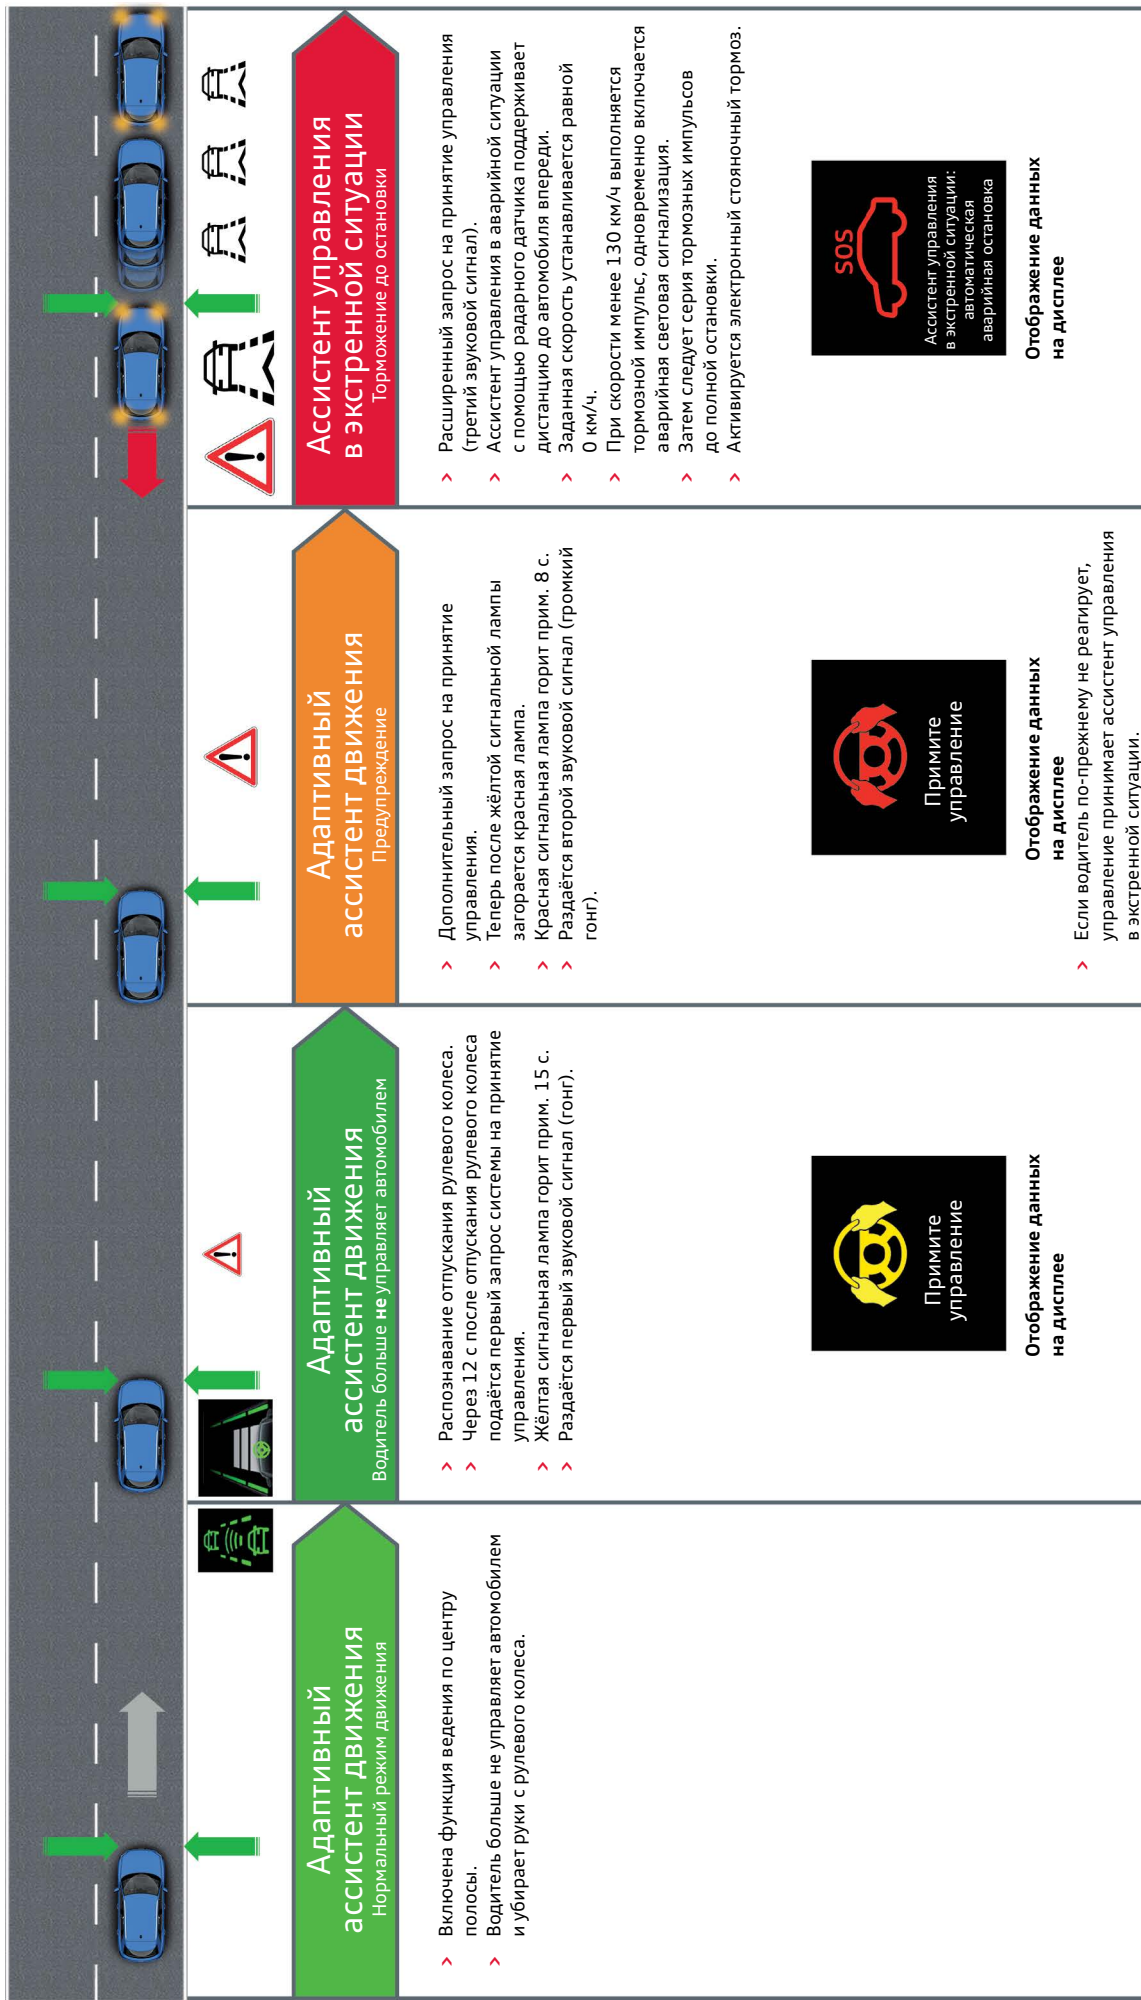 Адаптивный
ассистент движения
Нормальный режим движения
> Включена функция ведения по центру
полосы.
> Водитель больше не управляет автомобилем
и убирает руки с рулевого колеса.
Адаптивный
ассистент движения
Водитель больше не управляет автомобилем
> Распознавание отпускания рулевого колеса.
> Через 12 с после отпускания рулевого колеса
подаётся первый запрос системы на принятие
управления.
> Жёлтая сигнальная лампа горит прим. 15 с.
> Раздаётся первый звуковой сигнал (гонг).
Примите
управление
Отображение данных
на дисплее
Адаптивный
ассистент движения
Предупреждение
> Дополнительный запрос на принятие
управления.
> Теперь после жёлтой сигнальной лампы
загорается красная лампа.
> Красная сигнальная лампа горит прим. 8 с.
> Раздаётся второй звуковой сигнал (громкий
гонг).
Примите
управление
Отображение данных
на дисплее
> Если водитель по-прежнему не реагирует,
управление принимает ассистент управления
в экстренной ситуации.
Ассистент управления
в экстренной ситуации
Торможение до остановки
> Расширенный запрос на принятие управления
(третий звуковой сигнал).
> Ассистент управления в аварийной ситуации
с помощью радарного датчика поддерживает
дистанцию до автомобиля впереди.
> Заданная скорость устанавливается равной
0 км/ч.
> При скорости менее 130 км/ч выполняется
тормозной импульс, одновременно включается
аварийная световая сигнализация.
> Затем следует серия тормозных импульсов
до полной остановки.
> Активируется электронный стояночный тормоз.
SOS
Ассистент управления
в экстренной ситуации:
автоматическая
аварийная остановка
Отображение данных
на дисплее